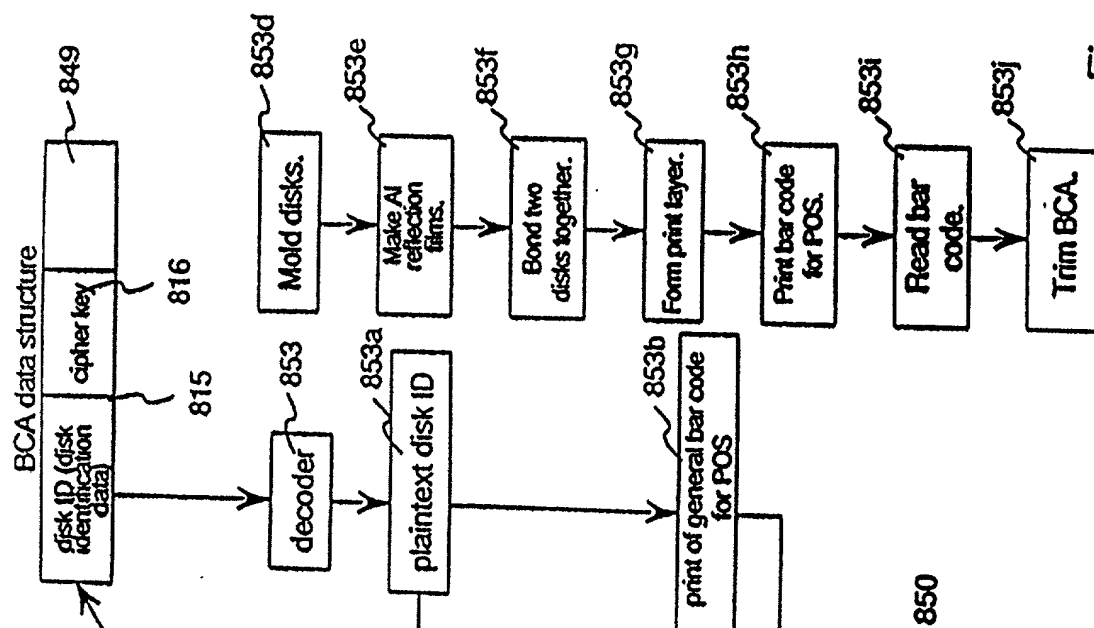 BCA data structure
disk ID (disk
identification
data)
cipher key
849
815
816
decoder
853
plaintext disk ID
853a
print of general bar code
for POS
853b
Mold disks.
853d
Make Al
reflection
films.
853e
Bond two
disks together.
853f
Form print layer.
853g
Print bar code
for POS.
853h
Read bar
code.
853i
Trim BCA.
853j
850